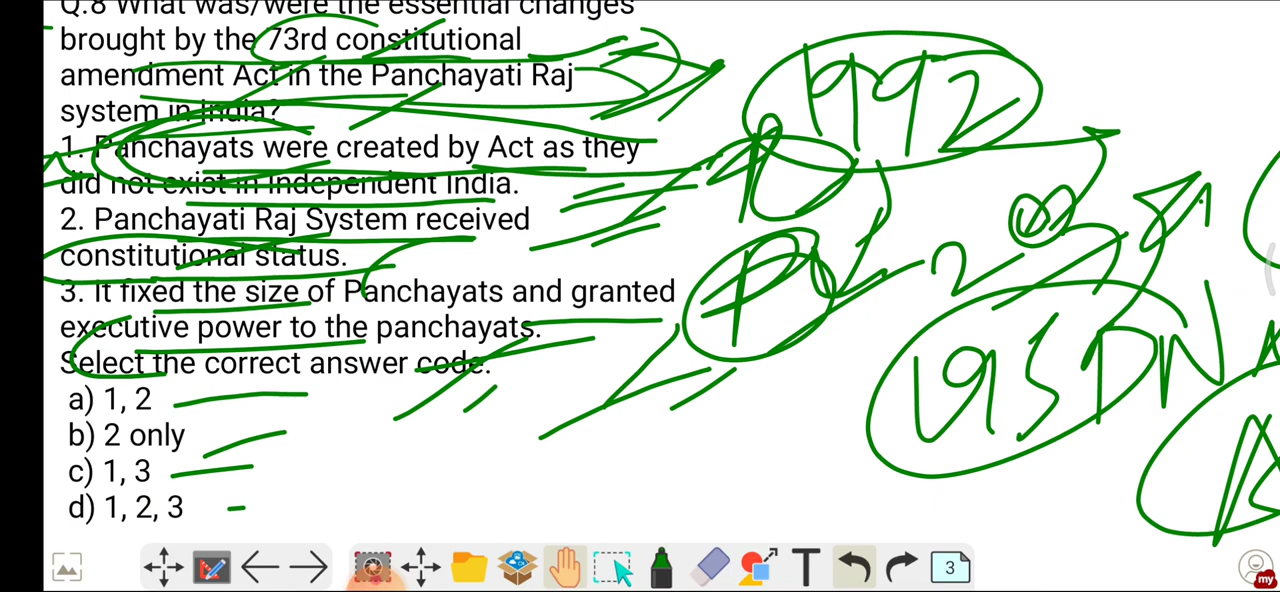 Q.8 What was/were the essential changes
brought by the 73rd constitutional
amendment Act in the Panchayati Raj
system in India?
1. Panchayats were created by Act as they
did not exist in Independent India.
2. Panchayati Raj System received
constitutional status.
3. It fixed the size of Panchayats and granted
executive power to the panchayats.
Select the correct answer code:
a) 1, 2
b) 2 only
c) 1, 3
d) 1, 2, 3
1992
3
my